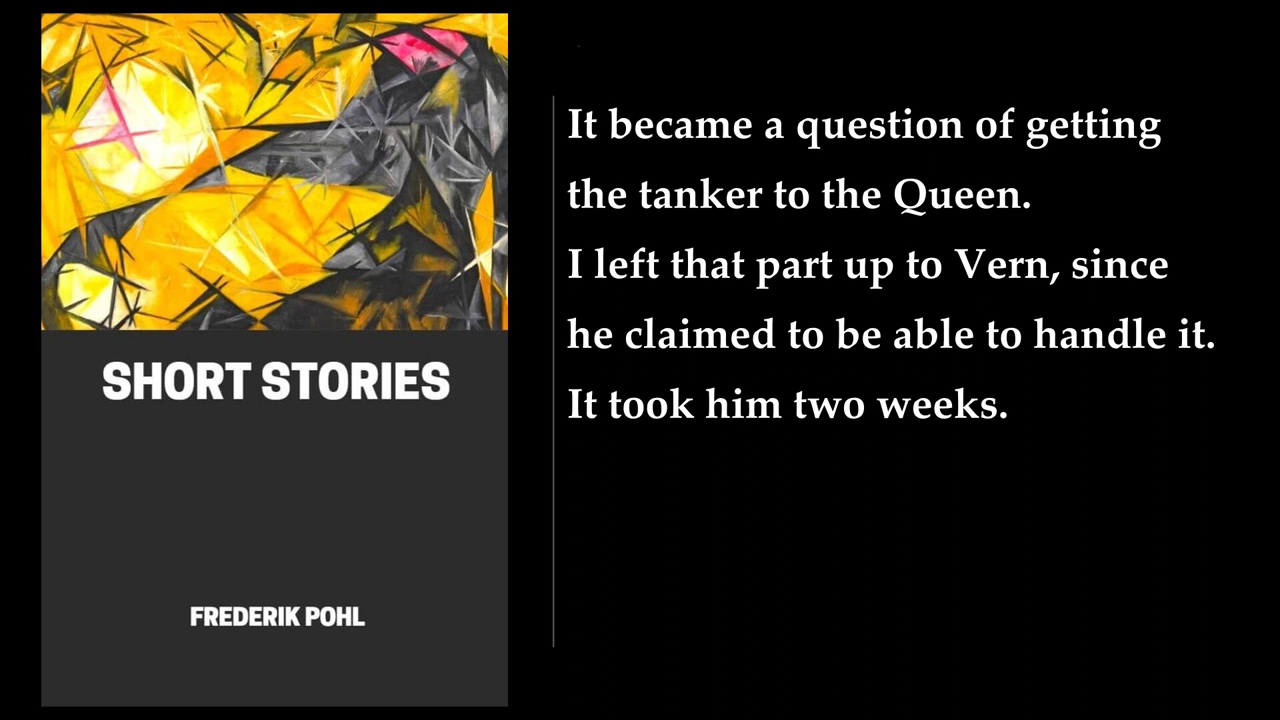 SHORT STORIES
FREDERIK POHL
It became a question of getting
the tanker to the Queen.
I left that part up to Vern, since
he claimed to be able to handle it.
It took him two weeks.